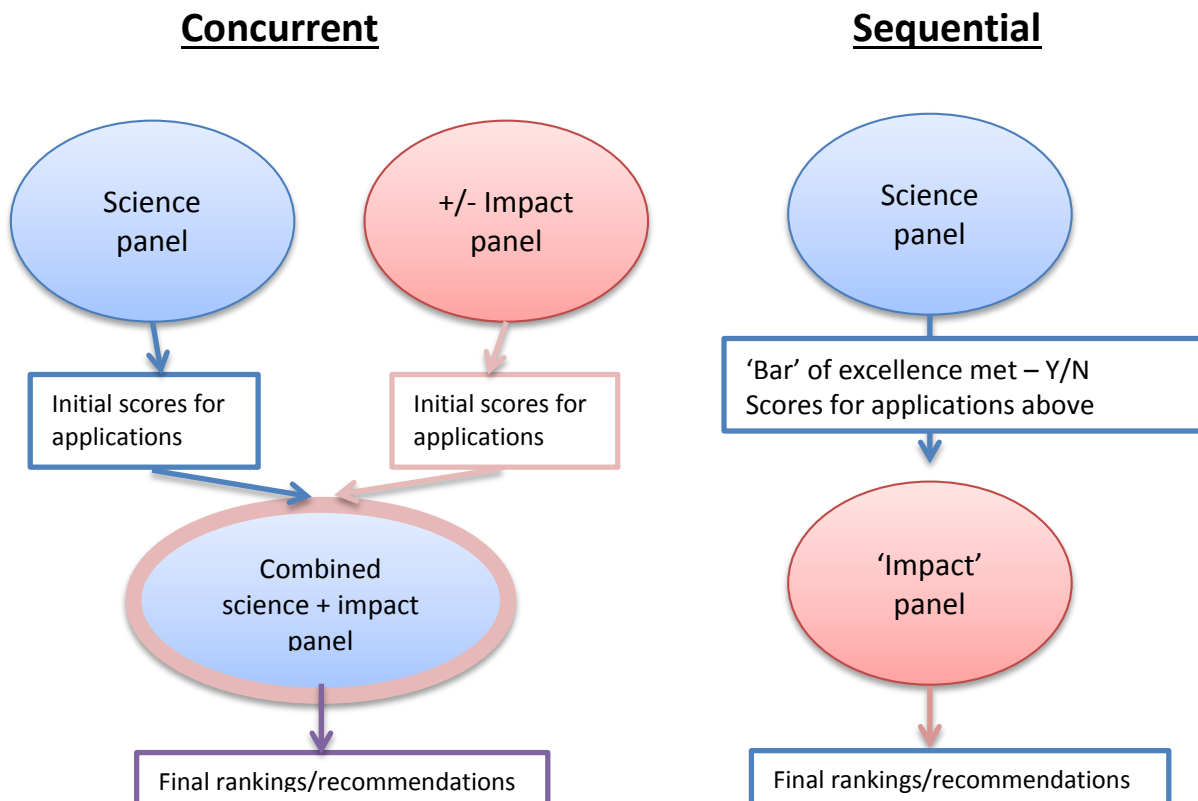 Concurrent
Sequential
Science
panel
+/- Impact
panel
Science
panel
Initial scores for
applications
Initial scores for
applications
‘Bar’ of excellence met – Y/N
Scores for applications above
Combined
science + impact
panel
‘Impact’
panel
Final rankings/recommendations
Final rankings/recommendations